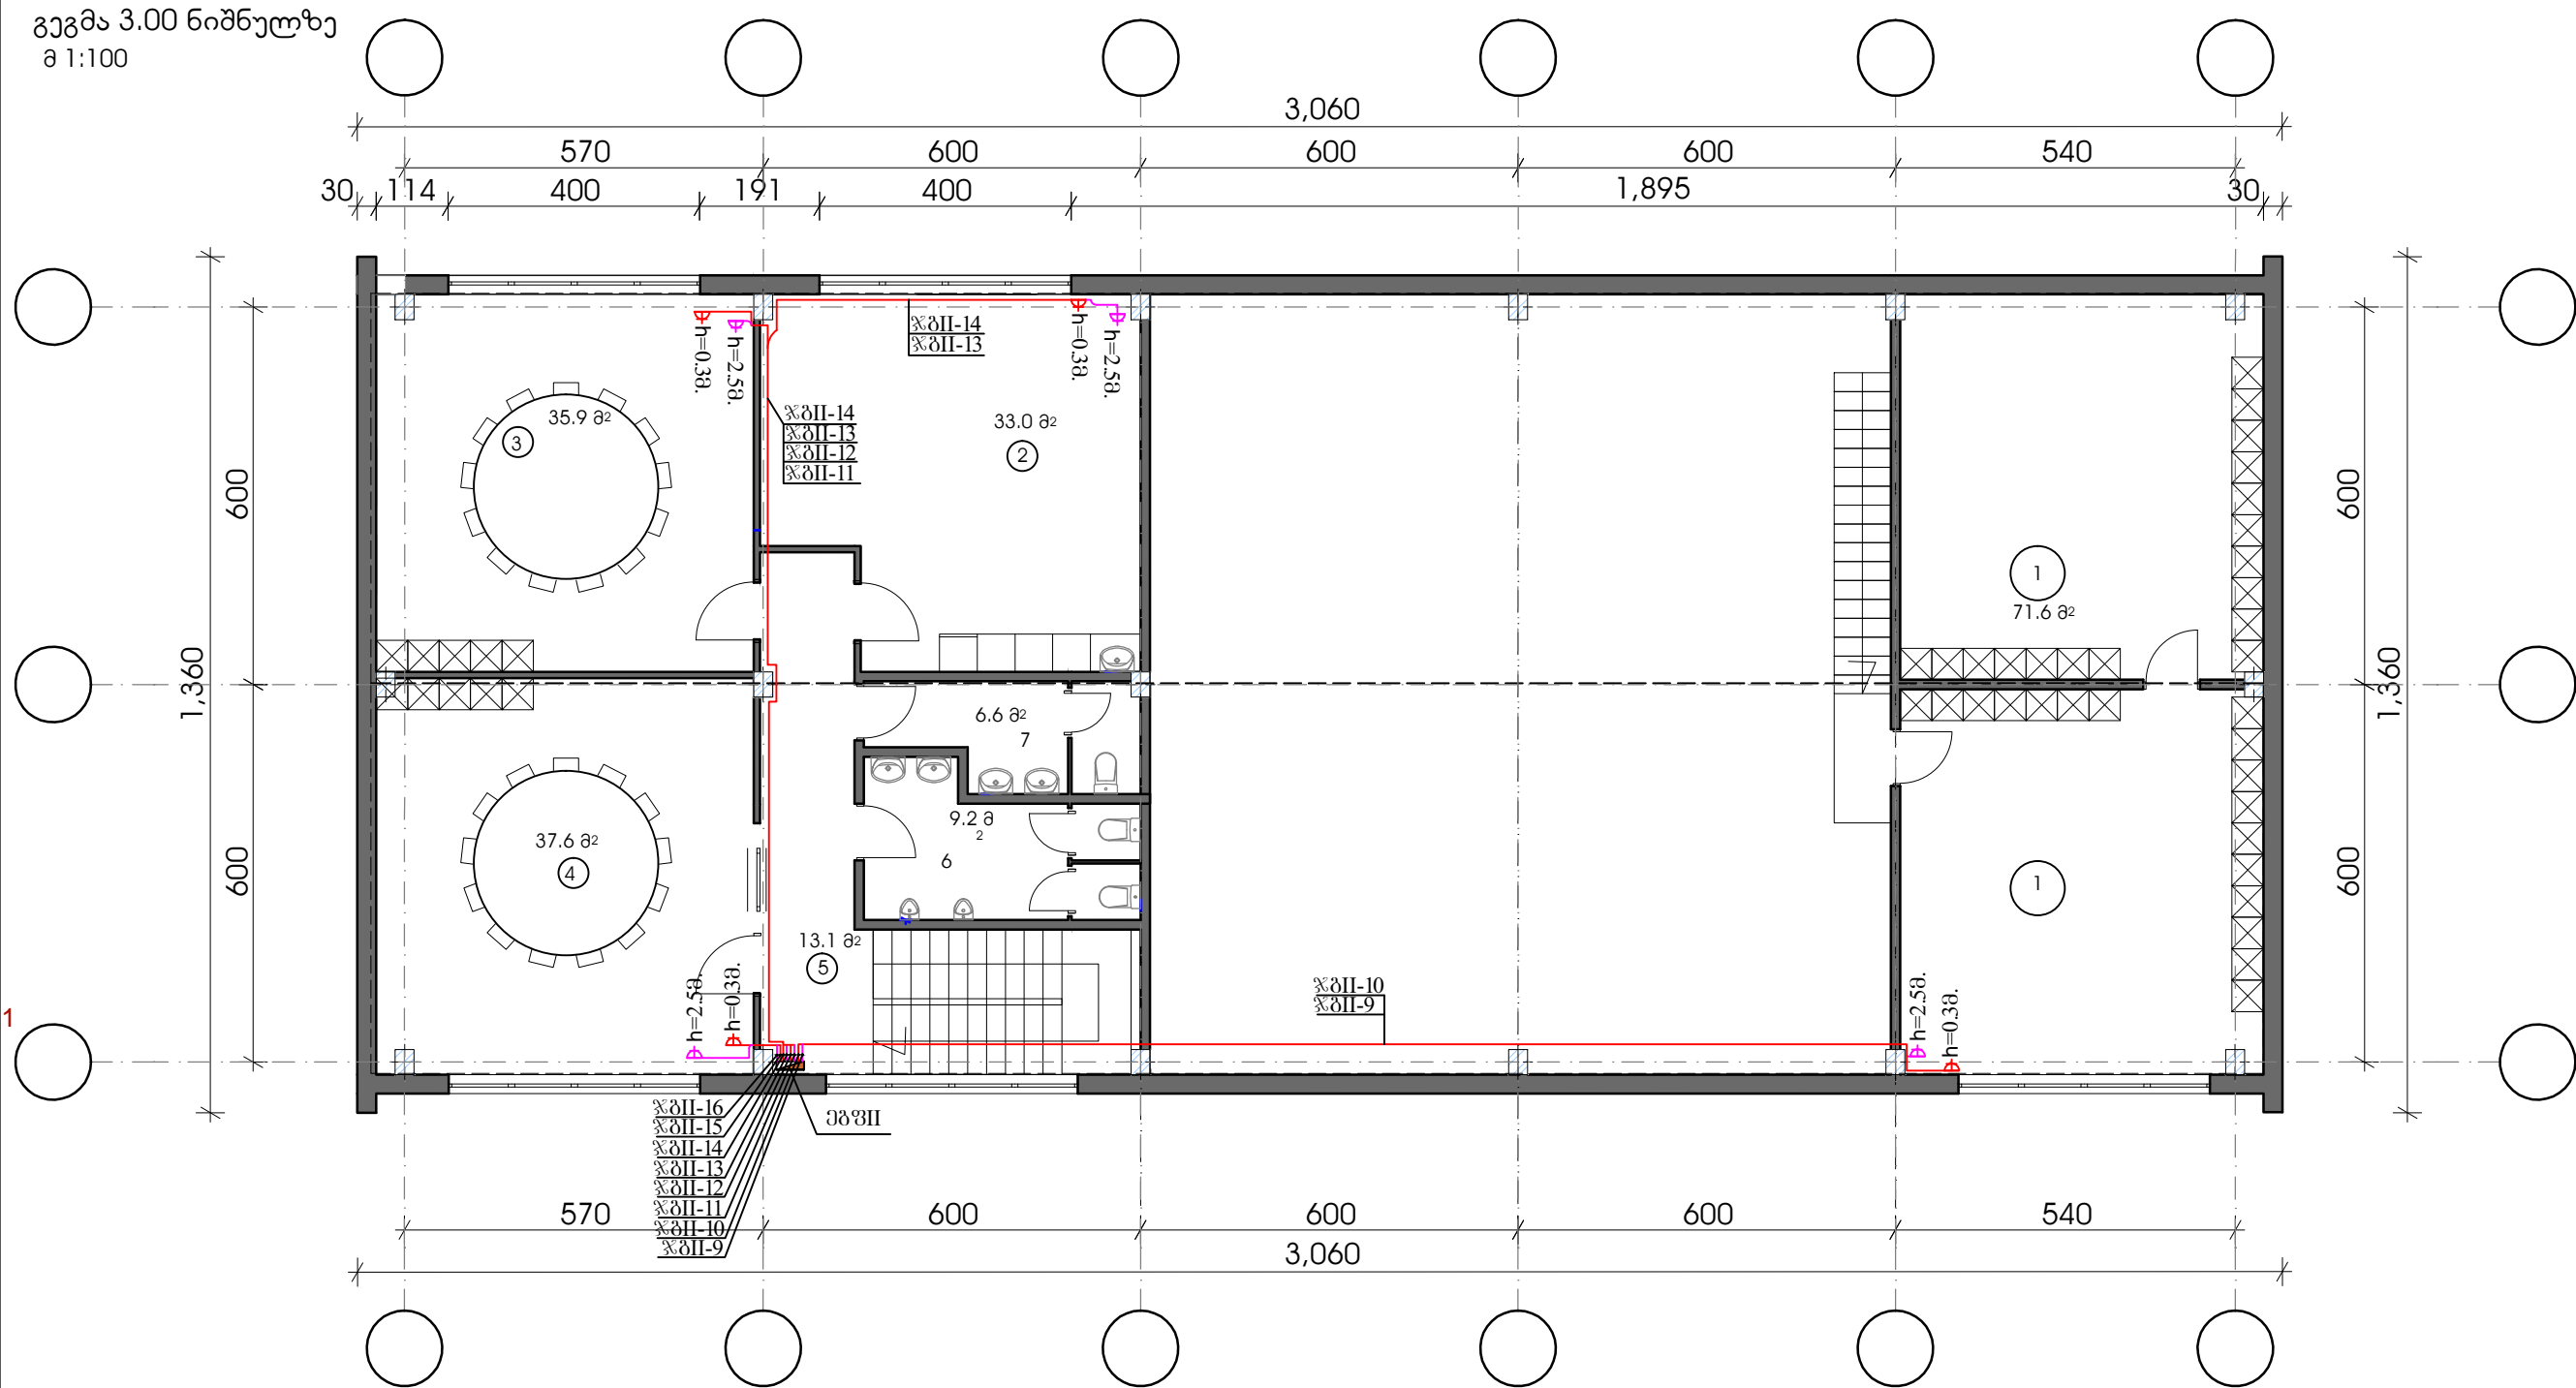 გეგმა 3.00 ნიშნულზე
მ 1:100
3,060
570
600
600
600
540
30
114
400
191
400
1,895
30
ჯგII-14
ჯგII-13
h=0.3მ.
h=2.5მ.
h=0.3მ.
h=2.5მ.
ჯგII-14
ჯგII-13
ჯგII-12
ჯგII-11
35.9 მ2
3
33.0 მ2
2
600
600
1
71.6 მ2
1,360
1,360
6.6 მ2
7
9.2 მ
2
6
37.6 მ2
4
600
600
1
13.1 მ2
5
h=2.5მ.
h=0.3მ.
ჯგII-10
ჯგII-9
h=2.5მ.
h=0.3მ.
1
ჯგII-16
ჯგII-15
ჯგII-14
ჯგII-13
ჯგII-12
ჯგII-11
ჯგII-10
ჯგII-9
ეგფII
570
600
600
600
540
3,060